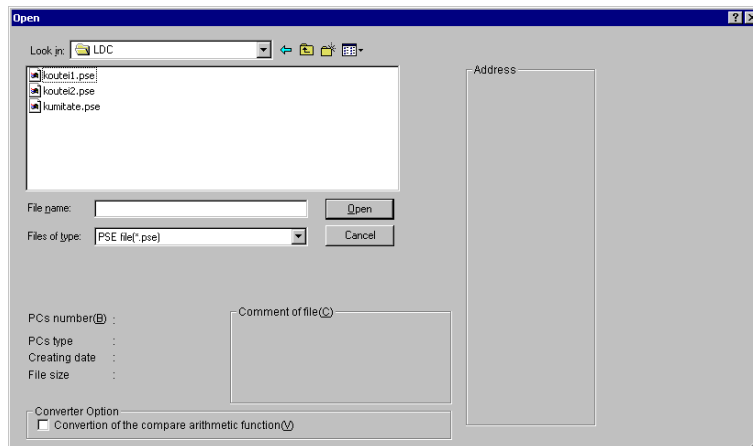 Open
Look in: LDC
koutei1.pse
koutei2.pse
kumitate.pse
File name:
Open
Files of type: PSE file(*.pse)
Cancel
Address
PCs number(B) :
PCs type :
Creating date :
File size :
Comment of file(C)
Converter Option
Convertion of the compare arithmetic function(V)